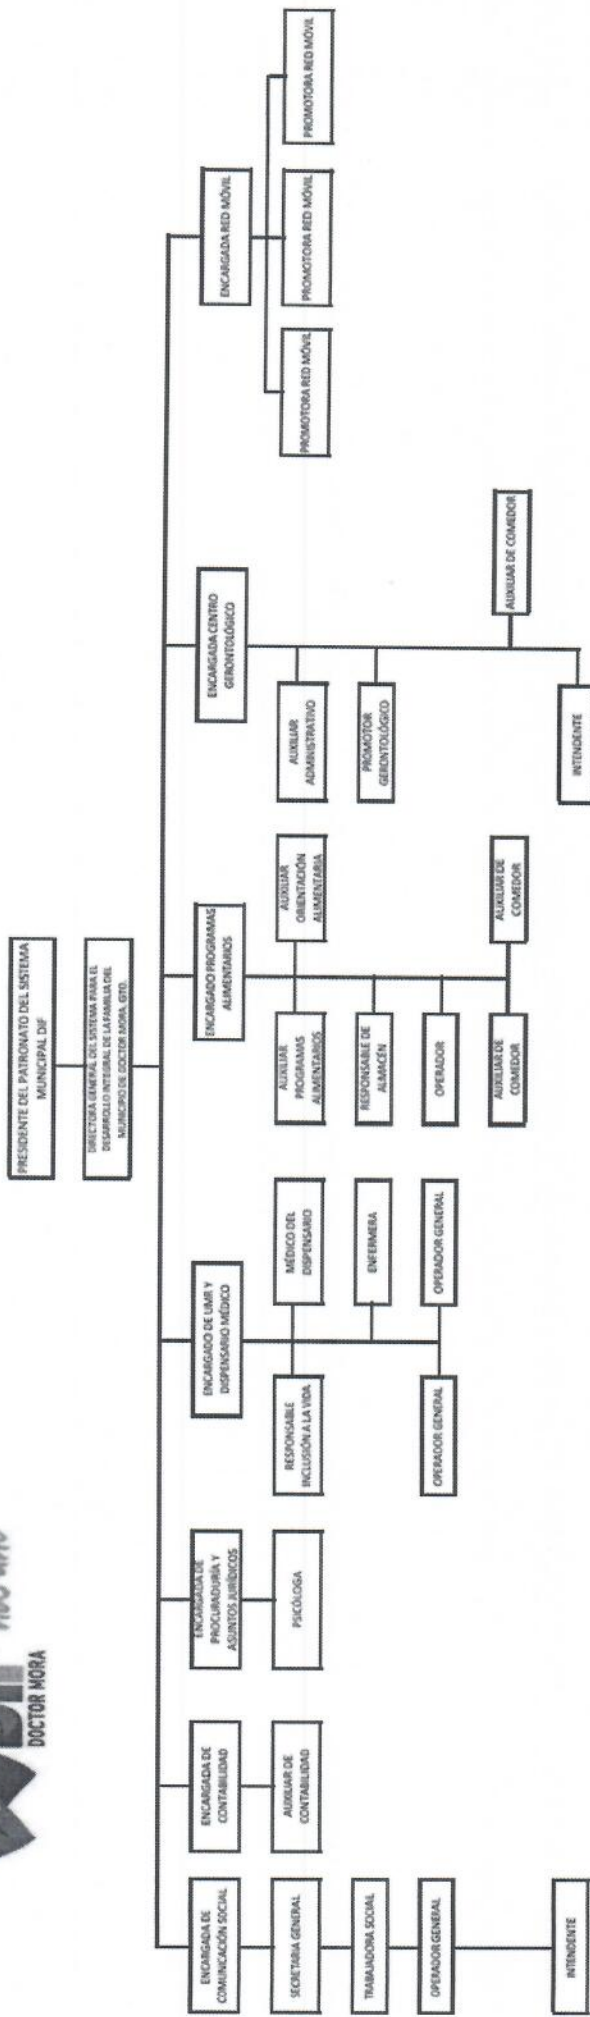 DOCTOR MORA
PRESIDENTE DEL PATRONATO DEL SISTEMA
MUNICIPAL DIF
DIRECTORA GENERAL DEL SISTEMA PARA EL
DESARROLLO INTEGRAL DE LA FAMILIA DEL
MUNICIPIO DE DOCTOR MORA, GTO.
ENCARGADA DE
COMUNICACIÓN SOCIAL
SECRETARIA GENERAL
TRABAJADORA SOCIAL
OPERADOR GENERAL
INTENDENTE
ENCARGADA DE
CONTABILIDAD
AUXILIAR DE
CONTABILIDAD
ENCARGADA DE
PROCURADURÍA Y
ASUNTOS JURÍDICOS
PSICÓLOGA
ENCARGADO DE UMR Y
DISPENSARIO MÉDICO
RESPONSABLE
INCLUSIÓN A LA VIDA
MÉDICO DEL
DISPENSARIO
ENFERMERA
OPERADOR GENERAL
OPERADOR GENERAL
ENCARGADO PROGRAMAS
ALIMENTARIOS
AUXILIAR
PROGRAMAS
ALIMENTARIOS
AUXILIAR
ORIENTACIÓN
ALIMENTARIA
RESPONSABLE DE
ALMACÉN
OPERADOR
AUXILIAR DE
COMEDOR
AUXILIAR DE
COMEDOR
ENCARGADA CENTRO
GERONTOLÓGICO
AUXILIAR
ADMINISTRATIVO
PROMOTOR
GERONTOLÓGICO
AUXILIAR DE COMEDOR
INTENDENTE
ENCARGADA RED MÓVIL
PROMOTORA RED MÓVIL
PROMOTORA RED MÓVIL
PROMOTORA RED MÓVIL